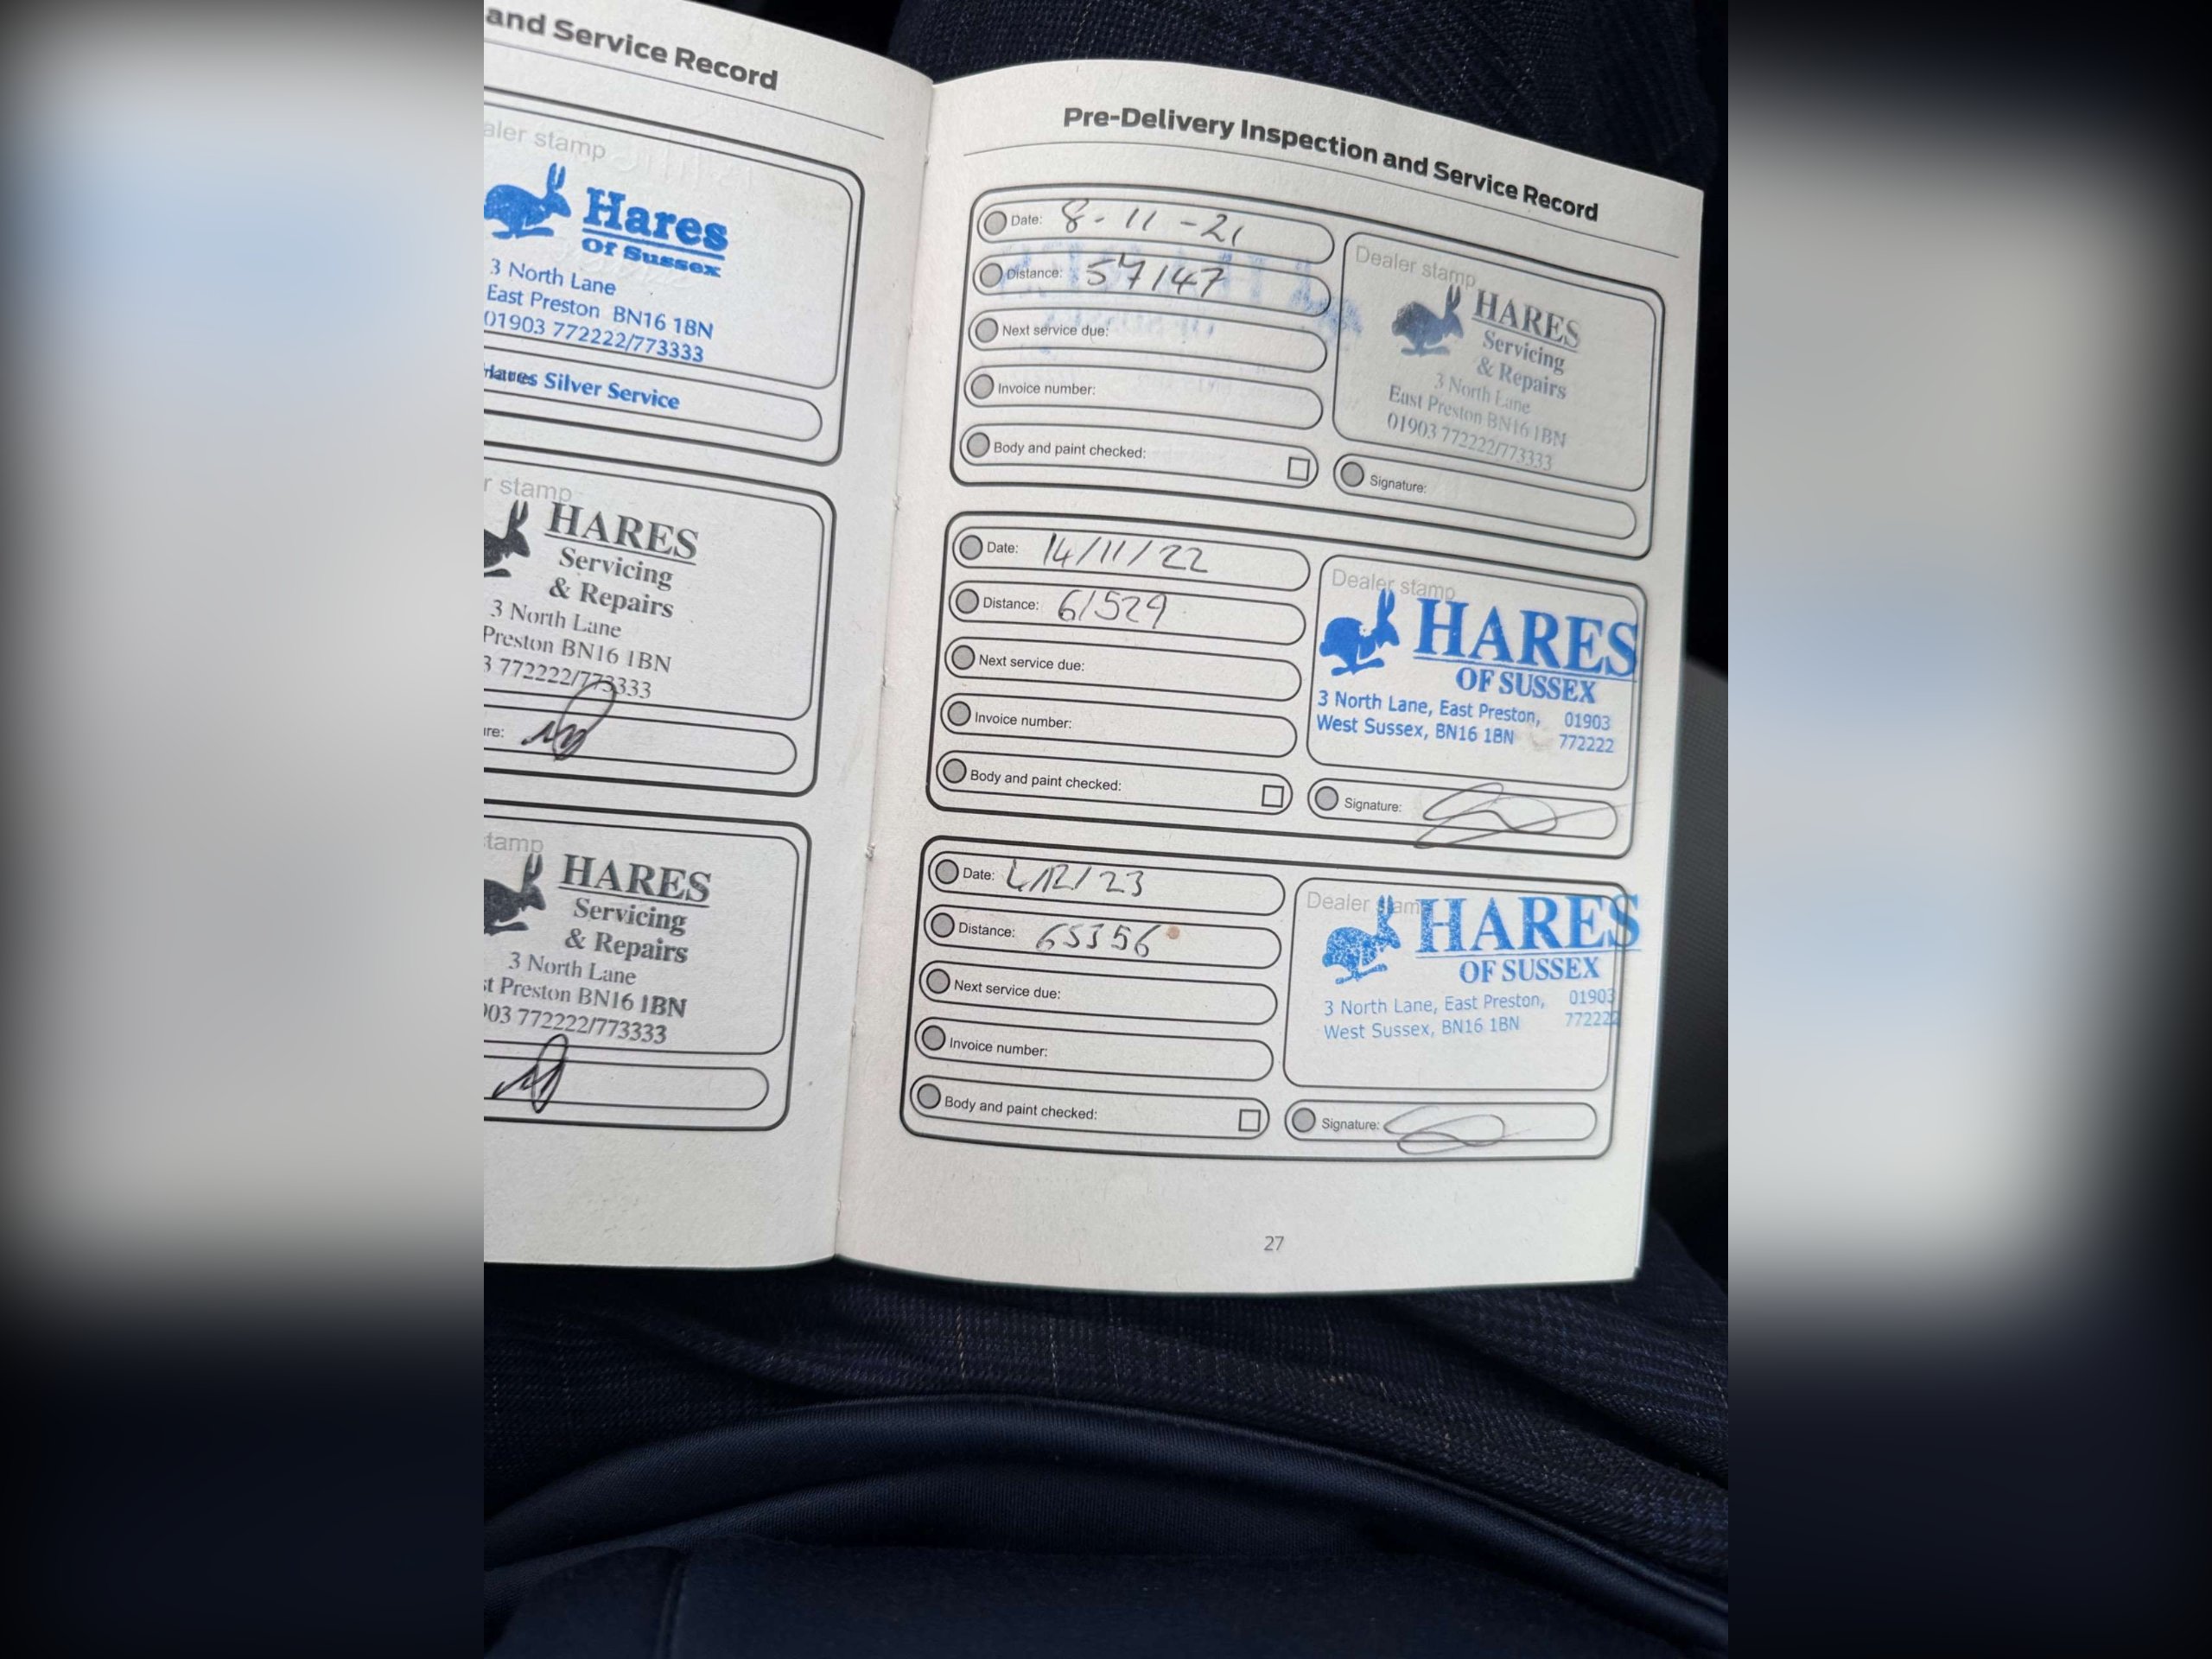 and Service Record
aler stamp
Hares
Of Sussex
3 North Lane
East Preston BN16 1BN
01903 772222/773333
Hares Silver Service
r stamp
HARES
Servicing
& Repairs
3 North Lane
Preston BN16 1BN
3 772222/773333
re:
stamp
HARES
Servicing
& Repairs
3 North Lane
st Preston BN16 1BN
903 772222/773333
Pre-Delivery Inspection and Service Record
Date: 8-11-21
Distance: 57147
Next service due:
Invoice number:
Body and paint checked:
Dealer stamp
HARES
Servicing
& Repairs
3 North Lane
East Preston BN16 1BN
01903 772222/773333
Signature:
Date: 14/11/22
Distance: 61529
Next service due:
Invoice number:
Body and paint checked:
Dealer stamp
HARES
OF SUSSEX
3 North Lane, East Preston, 01903
West Sussex, BN16 1BN 772222
Signature:
Date: 4/12/23
Distance: 65356
Next service due:
Invoice number:
Body and paint checked:
Dealer stamp
HARES
OF SUSSEX
3 North Lane, East Preston, 01903
West Sussex, BN16 1BN 772222
Signature:
27